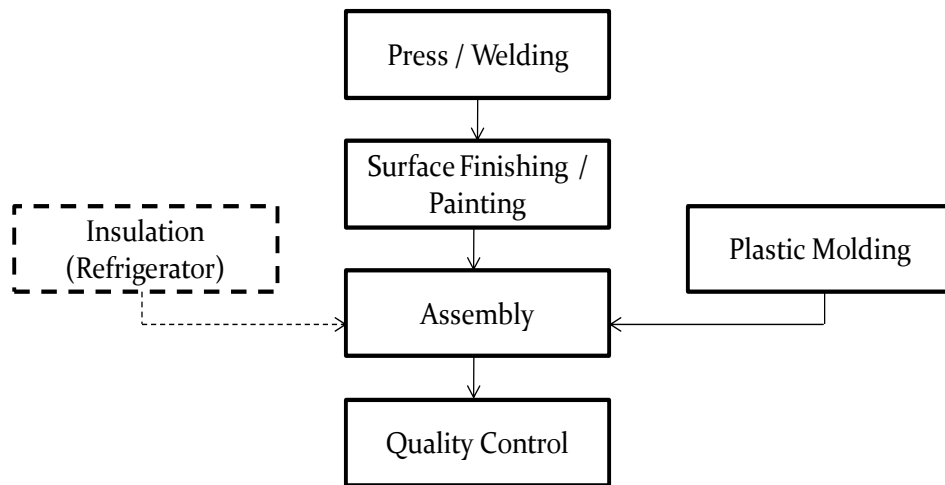 Press / Welding
Surface Finishing /
Painting
Insulation
(Refrigerator)
Plastic Molding
Assembly
Quality Control